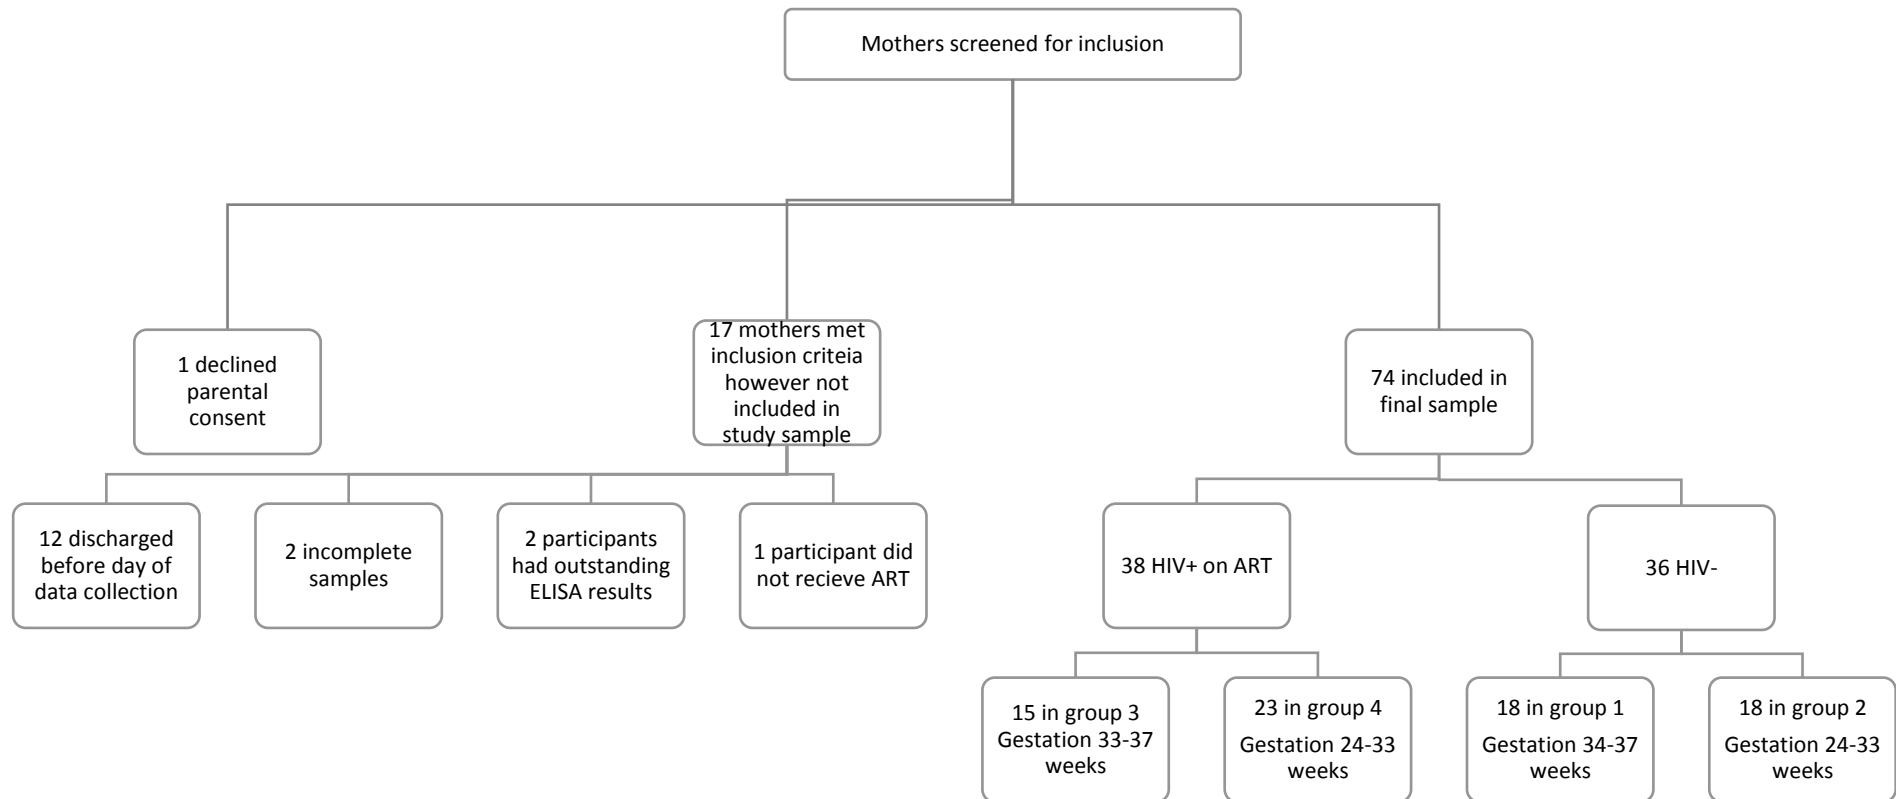 Mothers screened for inclusion
1 declined
parental
consent
17 mothers met
inclusion criteia
however not
included in
study sample
74 included in
final sample
12 discharged
before day of
data collection
2 incomplete
samples
2 participants
had outstanding
ELISA results
1 participant did
not recieve ART
38 HIV+ on ART
36 HIV-
15 in group 3
Gestation 33-37
weeks
23 in group 4
Gestation 24-33
weeks
18 in group 1
Gestation 34-37
weeks
18 in group 2
Gestation 24-33
weeks